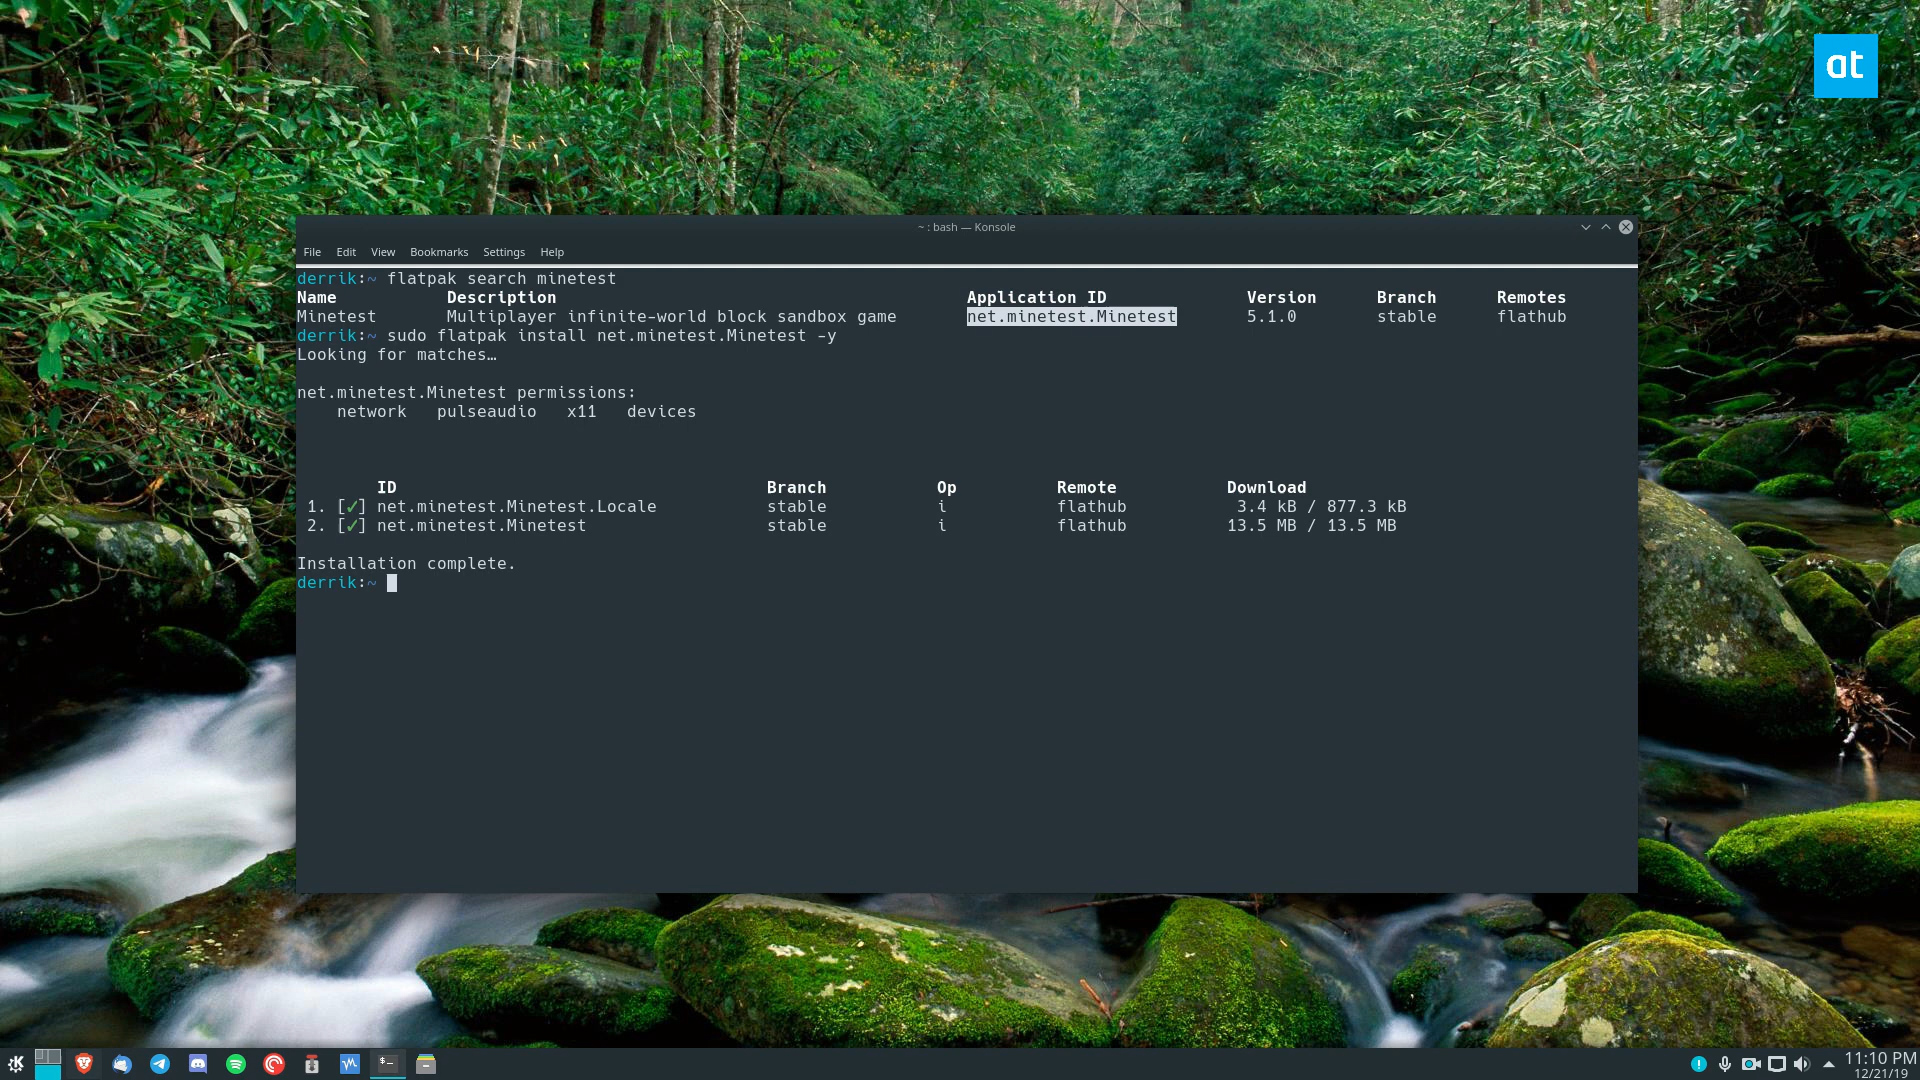 at
~ : bash — Konsole
File Edit View Bookmarks Settings Help
derrik:~ flatpak search minetest
Name Description Application ID Version Branch Remotes
Minetest Multiplayer infinite-world block sandbox game net.minetest.Minetest 5.1.0 stable flathub
derrik:~ sudo flatpak install net.minetest.Minetest -y
Looking for matches…
net.minetest.Minetest permissions:
network pulseaudio x11 devices
ID Branch Op Remote Download
1. [✓] net.minetest.Minetest.Locale stable i flathub 3.4 kB / 877.3 kB
2. [✓] net.minetest.Minetest stable i flathub 13.5 MB / 13.5 MB
Installation complete.
derrik:~
11:10 PM
12/21/19